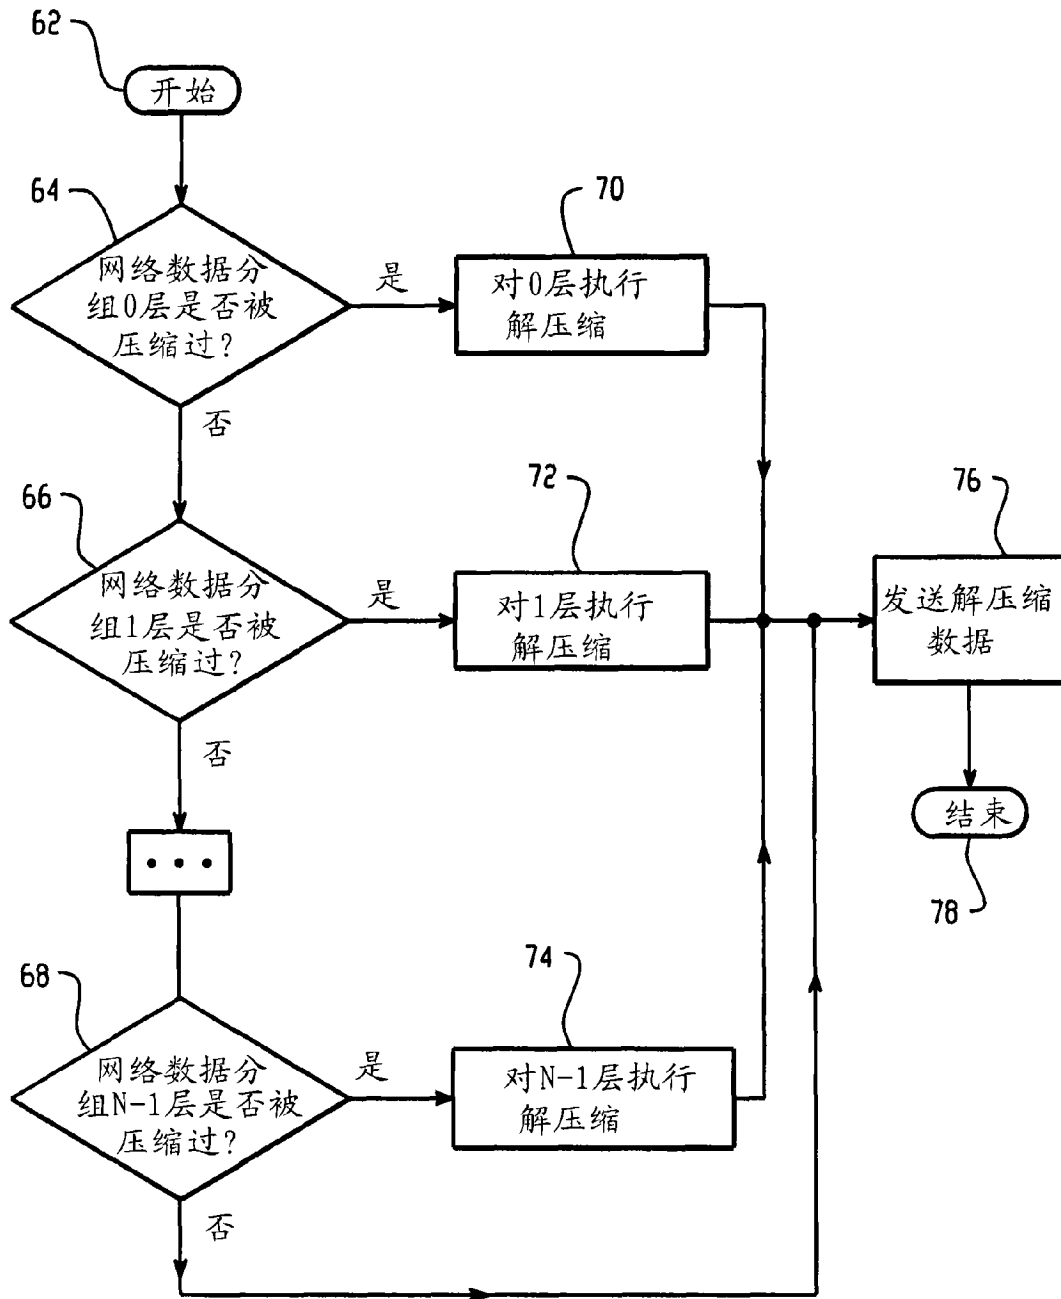 62
开始
64
网络数据分
组0层是否被
压缩过?
是
70
对0层执行
解压缩
否
66
网络数据分
组1层是否被
压缩过?
是
72
对1层执行
解压缩
76
发送解压缩
数据
否
结束
78
68
网络数据分
组N-1层是否被
压缩过?
是
74
对N-1层执行
解压缩
否